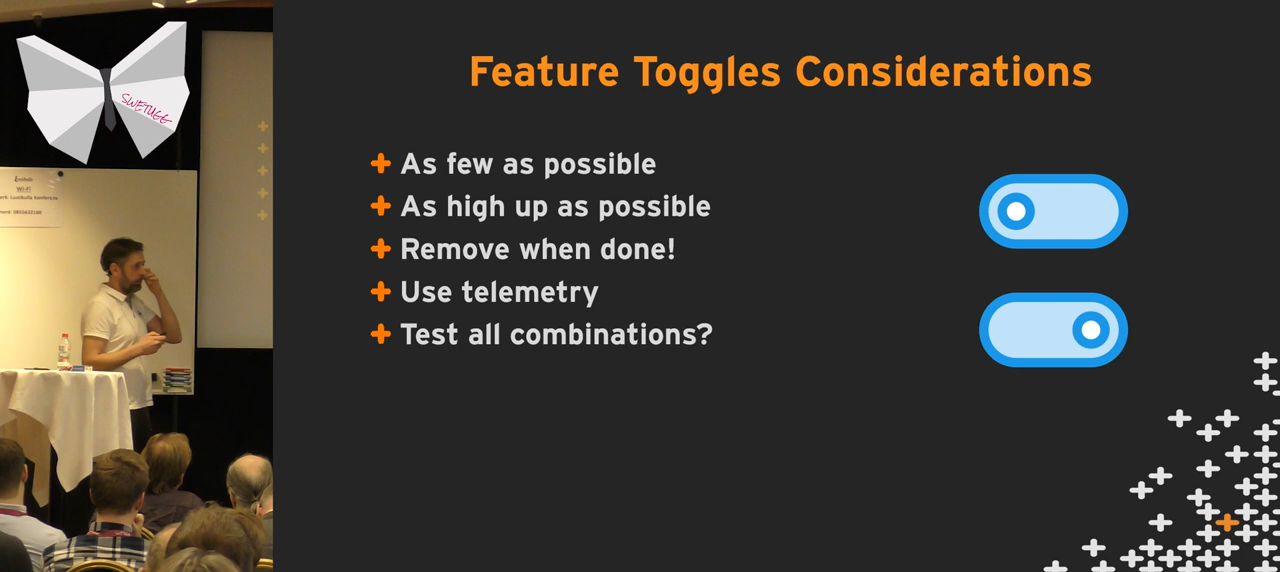 SWETUGG
Wi-Fi
Feature Toggles Considerations
As few as possible
As high up as possible
Remove when done!
Use telemetry
Test all combinations?